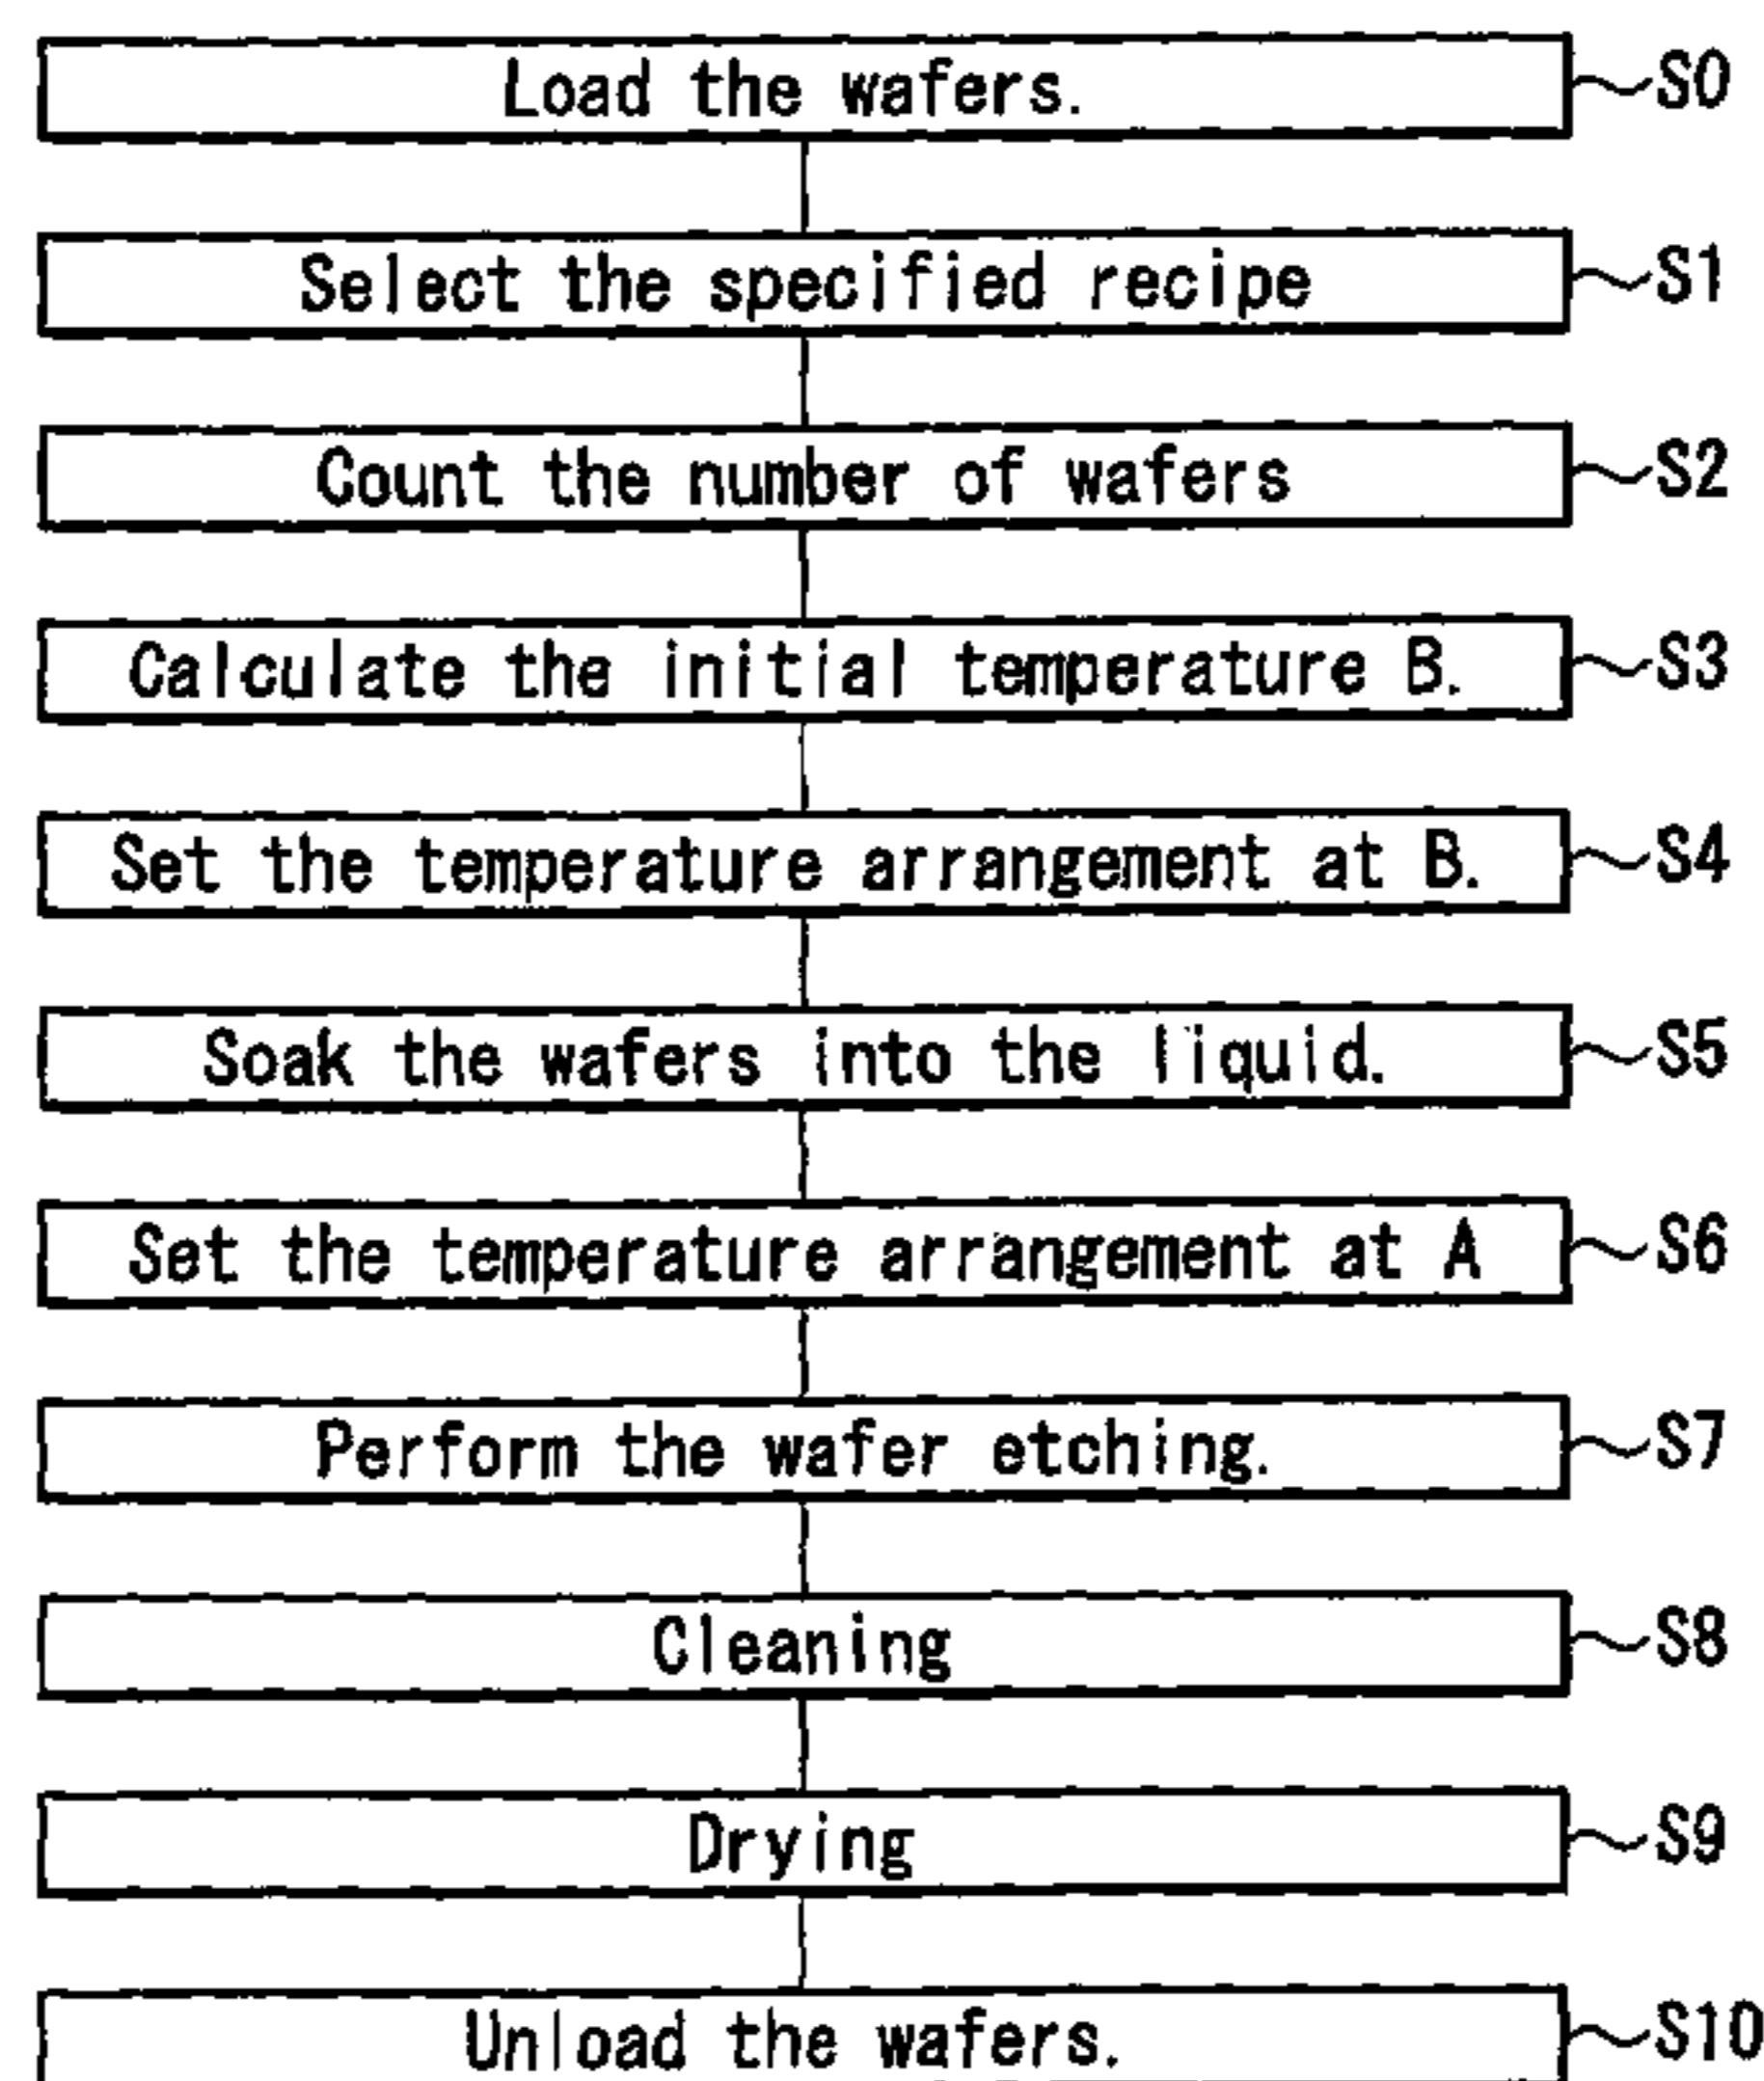 Load the wafers. S0
Select the specified recipe S1
Count the number of wafers S2
Calculate the initial temperature B. S3
Set the temperature arrangement at B. S4
Soak the wafers into the liquid. S5
Set the temperature arrangement at A S6
Perform the wafer etching. S7
Cleaning S8
Drying S9
Unload the wafers. S10